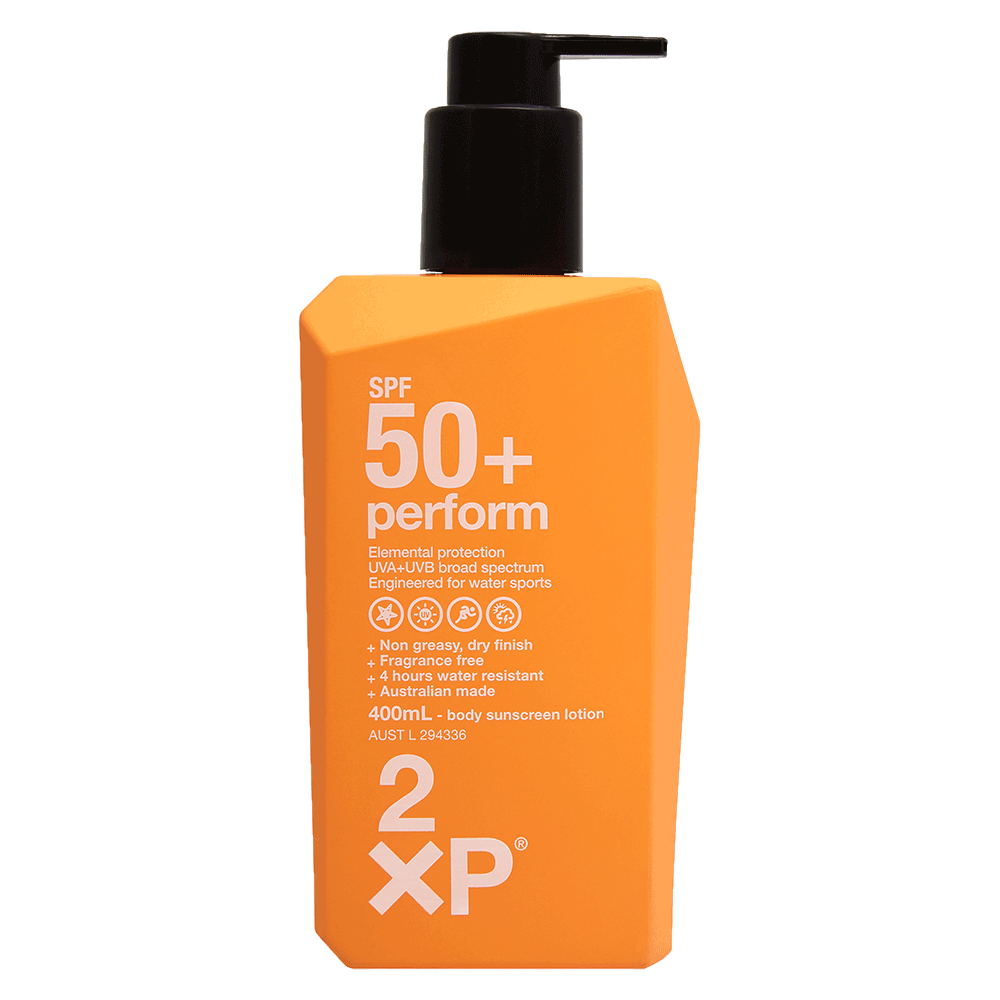 SPF
50+
perform
Elemental protection
UVA+UVB broad spectrum
Engineered for water sports
UV
+ Non greasy, dry finish
+ Fragrance free
+ 4 hours water resistant
+ Australian made
400mL - body sunscreen lotion
AUST L 294336
2
XP®